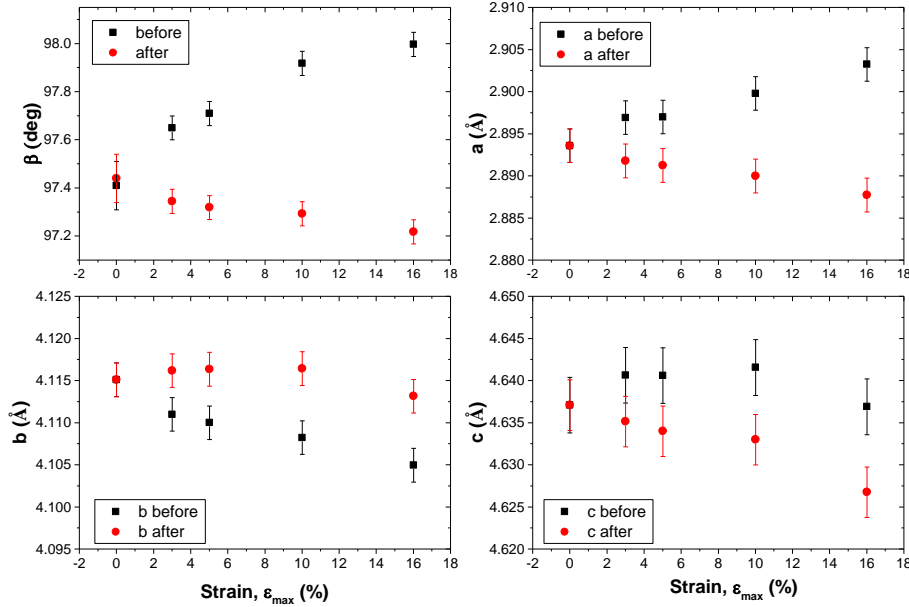 98.0
97.8
97.6
97.4
97.2
β (deg)
before
after
-2 0 2 4 6 8 10 12 14 16 18
2.910
2.905
2.900
2.895
2.890
2.885
2.880
a (Å)
a before
a after
-2 0 2 4 6 8 10 12 14 16 18
4.125
4.120
4.115
4.110
4.105
4.100
4.095
b (Å)
b before
b after
-2 0 2 4 6 8 10 12 14 16 18
Strain, εmax (%)
4.650
4.645
4.640
4.635
4.630
4.625
4.620
c (Å)
c before
c after
-2 0 2 4 6 8 10 12 14 16 18
Strain, εmax (%)